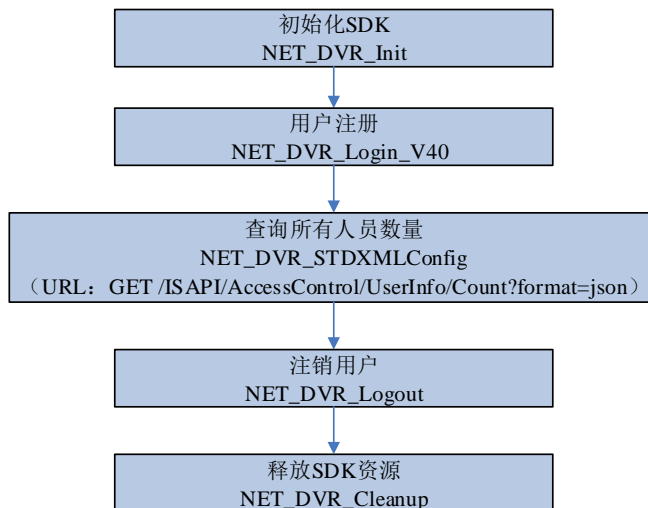 初始化SDK
NET_DVR_Init
用户注册
NET_DVR_Login_V40
查询所有人员数量
NET_DVR_STDXMLConfig
（URL：GET /ISAPI/AccessControl/UserInfo/Count?format=json）
注销用户
NET_DVR_Logout
释放SDK资源
NET_DVR_Cleanup